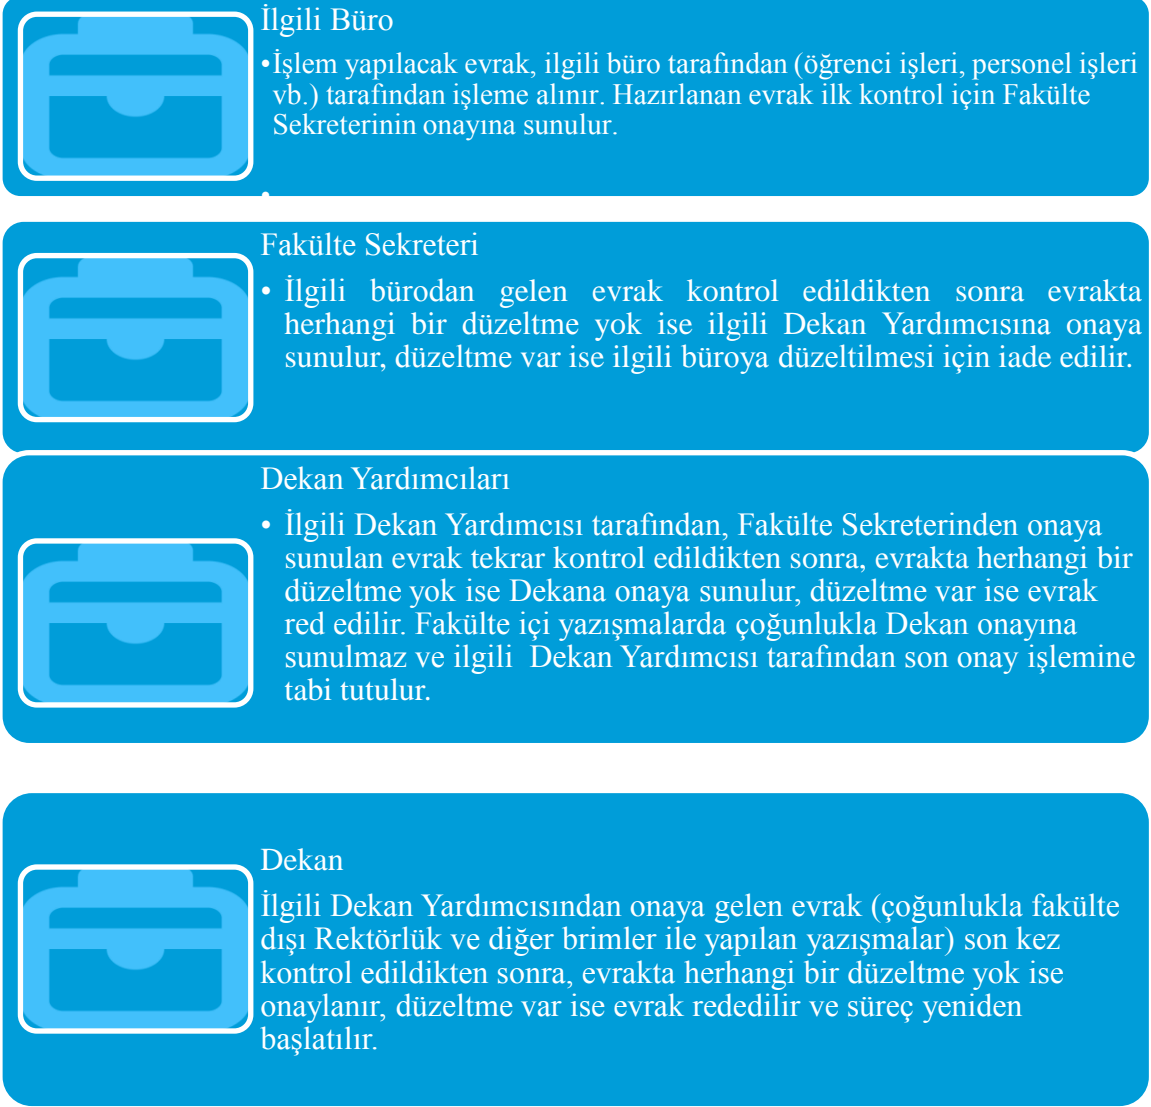 İlgili Büro
•İşlem yapılacak evrak, ilgili büro tarafından (öğrenci işleri, personel işleri
vb.) tarafından işleme alınır. Hazırlanan evrak ilk kontrol için Fakülte
Sekreterinin onayına sunulur.
•
Fakülte Sekreteri
• İlgili bürodan gelen evrak kontrol edildikten sonra evrakta
herhangi bir düzeltme yok ise ilgili Dekan Yardımcısına onaya
sunulur, düzeltme var ise ilgili büroya düzeltilmesi için iade edilir.
Dekan Yardımcıları
• İlgili Dekan Yardımcısı tarafından, Fakülte Sekreterinden onaya
sunulan evrak tekrar kontrol edildikten sonra, evrakta herhangi bir
düzeltme yok ise Dekana onaya sunulur, düzeltme var ise evrak
red edilir. Fakülte içi yazışmalarda çoğunlukla Dekan onayına
sunulmaz ve ilgili  Dekan Yardımcısı tarafından son onay işlemine
tabi tutulur.
Dekan
İlgili Dekan Yardımcısından onaya gelen evrak (çoğunlukla fakülte
dışı Rektörlük ve diğer brimler ile yapılan yazışmalar) son kez
kontrol edildikten sonra, evrakta herhangi bir düzeltme yok ise
onaylanır, düzeltme var ise evrak rededilir ve süreç yeniden
başlatılır.